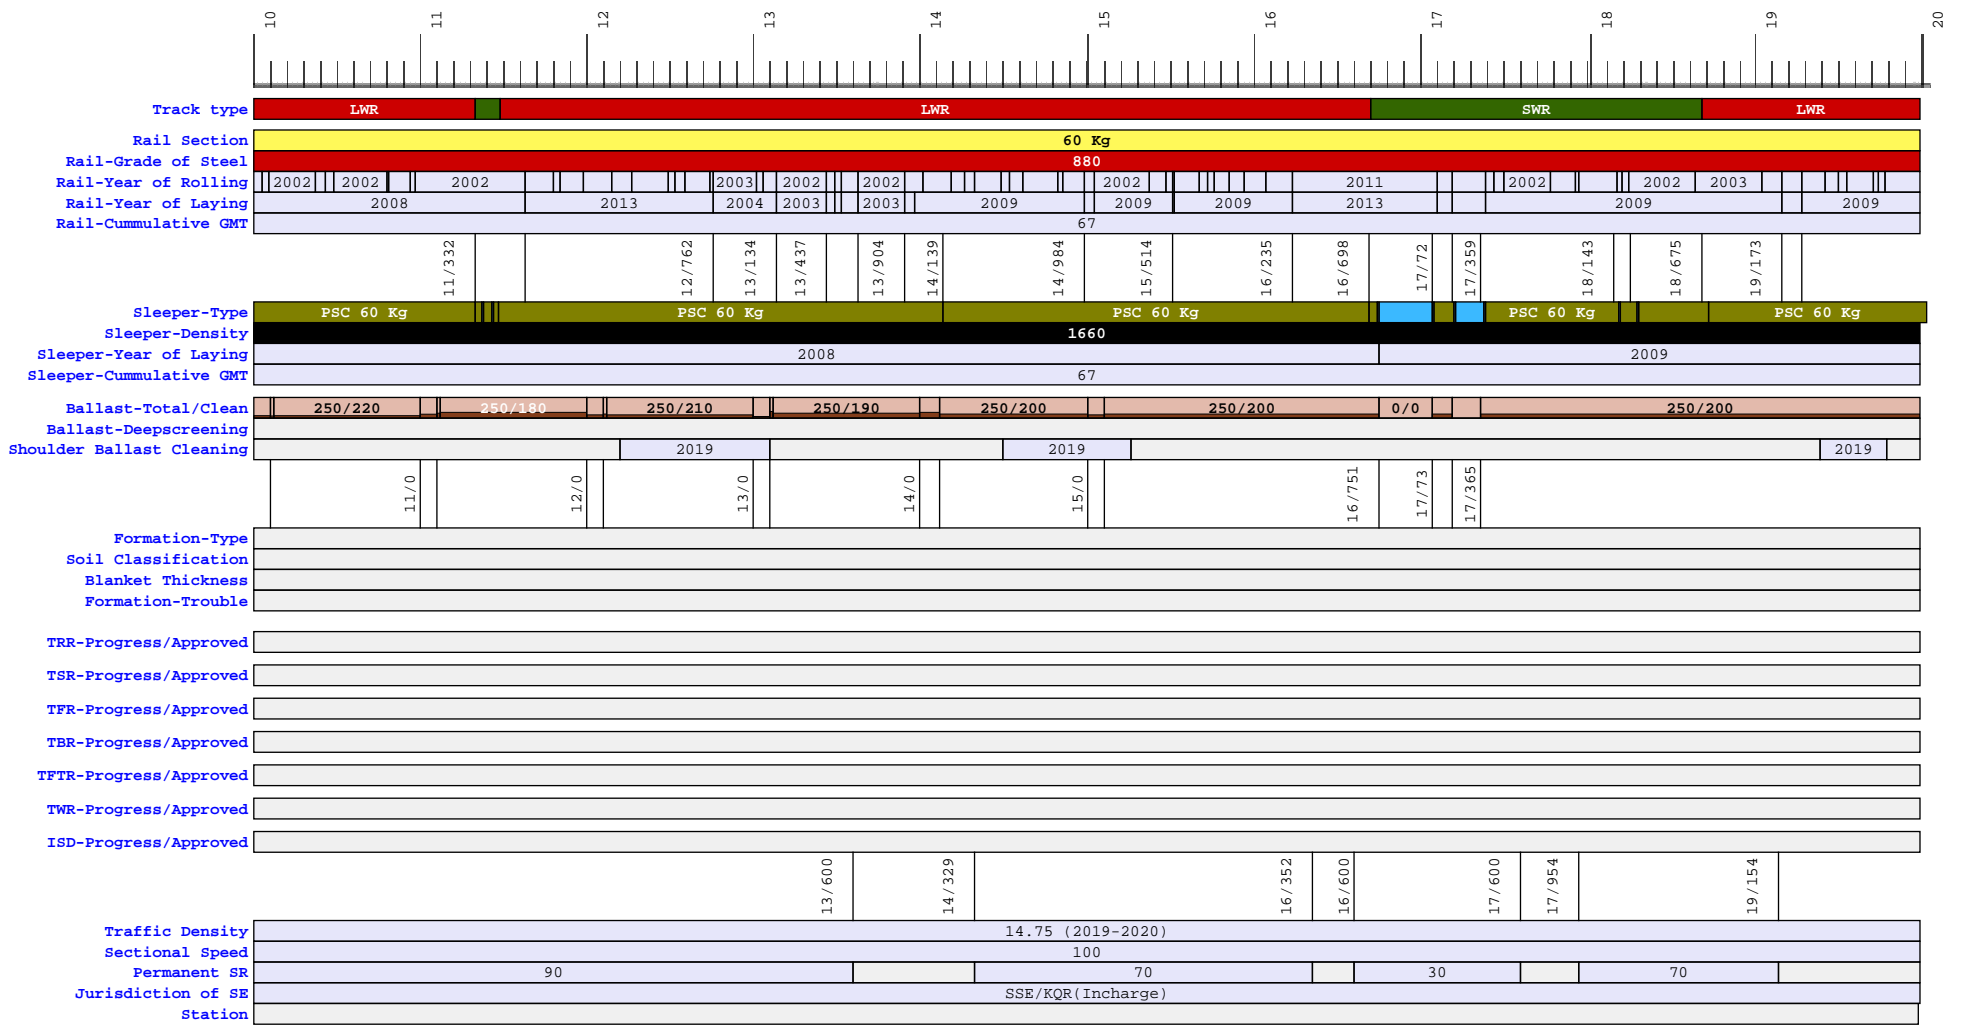 10 11 12 13 14 15 16 17 18 19 20
Track type LWR LWR SWR LWR
Rail Section 60 Kg
Rail-Grade of Steel 880
Rail-Year of Rolling 2002 2002 2002 2003 2002 2002 2002 2011 2002 2002 2003
Rail-Year of Laying 2008 2013 2004 2003 2003 2009 2009 2009 2013 2009 2009
Rail-Cummulative GMT 67
11/332 12/762 13/134 13/437 13/904 14/139 14/984 15/514 16/235 16/698 17/72 17/359 18/143 18/675 19/173
Sleeper-Type PSC 60 Kg PSC 60 Kg PSC 60 Kg PSC 60 Kg PSC 60 Kg
Sleeper-Density 1660
Sleeper-Year of Laying 2008 2009
Sleeper-Cummulative GMT 67
Ballast-Total/Clean 250/220 250/180 250/210 250/190 250/200 250/200 0/0 250/200
Ballast-Deepscreening
Shoulder Ballast Cleaning 2019 2019 2019
11/0 12/0 13/0 14/0 15/0 16/751 17/73 17/365
Formation-Type
Soil Classification
Blanket Thickness
Formation-Trouble
TRR-Progress/Approved
TSR-Progress/Approved
TFR-Progress/Approved
TBR-Progress/Approved
TFTR-Progress/Approved
TWR-Progress/Approved
ISD-Progress/Approved
13/600 14/329 16/352 16/600 17/600 17/954 19/154
Traffic Density 14.75 (2019-2020)
Sectional Speed 100
Permanent SR 90 70 30 70
Jurisdiction of SE SSE/KQR(Incharge)
Station